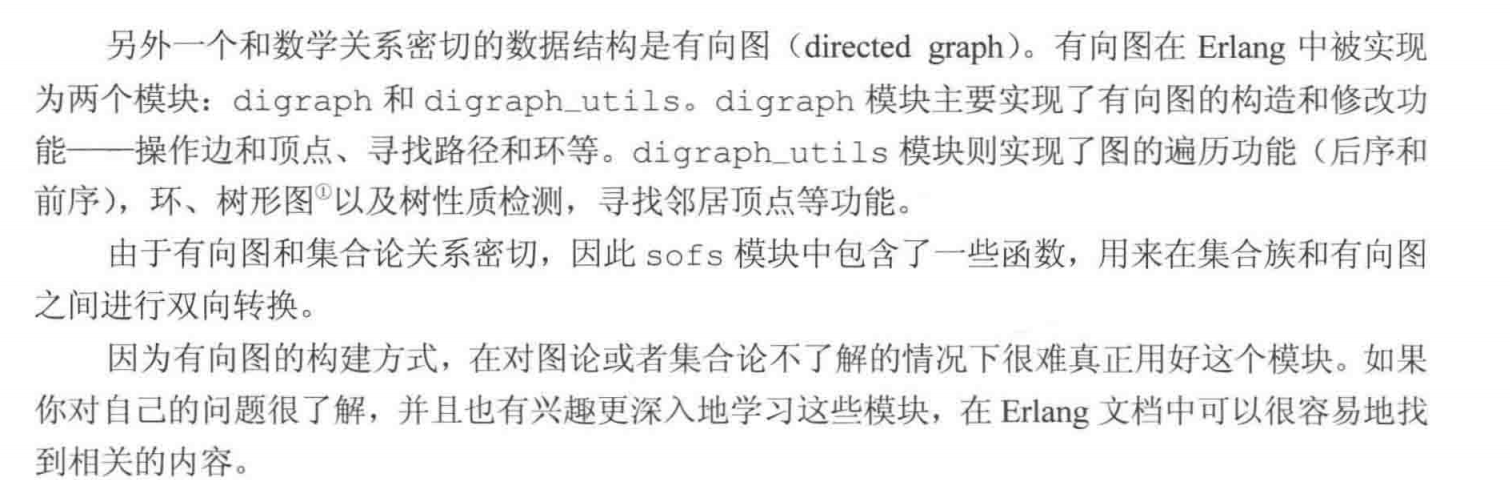 另外一个和数学关系密切的数据结构是有向图（directed graph）。有向图在 Erlang 中被实现
为两个模块：digraph 和 digraph_utils。digraph 模块主要实现了有向图的构造和修改功
能——操作边和顶点、寻找路径和环等。digraph_utils 模块则实现了图的遍历功能（后序和
前序），环、树形图①以及树性质检测，寻找邻居顶点等功能。
由于有向图和集合论关系密切，因此 sofs 模块中包含了一些函数，用来在集合族和有向图
之间进行双向转换。
因为有向图的构建方式，在对图论或者集合论不了解的情况下很难真正用好这个模块。如果
你对自己的问题很了解，并且也有兴趣更深入地学习这些模块，在 Erlang 文档中可以很容易地找
到相关的内容。